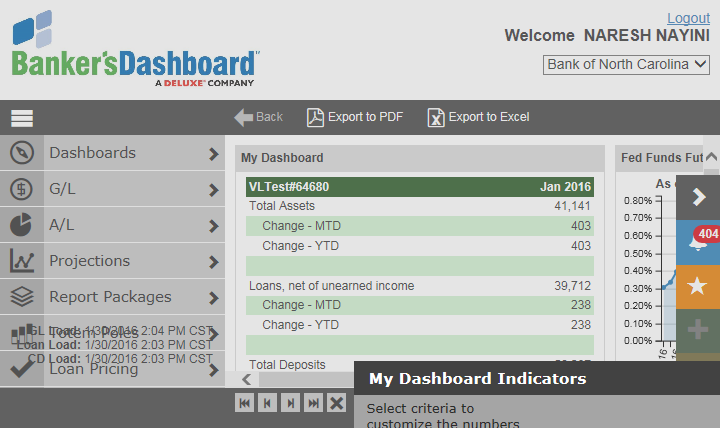 Logout
Welcome NARESH NAYINI
Banker'sDashboard
A DELUXE COMPANY
Bank of North Carolina
Back Export to PDF Export to Excel
Dashboards
G/L
A/L
Projections
Report Packages
Totem Poles
GL Load: 1/30/2016 2:04 PM CST
Loan Load: 1/30/2016 2:03 PM CST
CD Load: 1/30/2016 2:03 PM CST
Loan Pricing
My Dashboard
VLTest#64680 Jan 2016
Total Assets 41,141
Change - MTD 403
Change - YTD 403
Loans, net of unearned income 39,712
Change - MTD 238
Change - YTD 238
Total Deposits
Fed Funds Fut
As
0.80%
0.70%
0.60%
0.50%
0.40%
0.30%
0.20%
0.10%
0.00%
404
My Dashboard Indicators
Select criteria to
customize the numbers